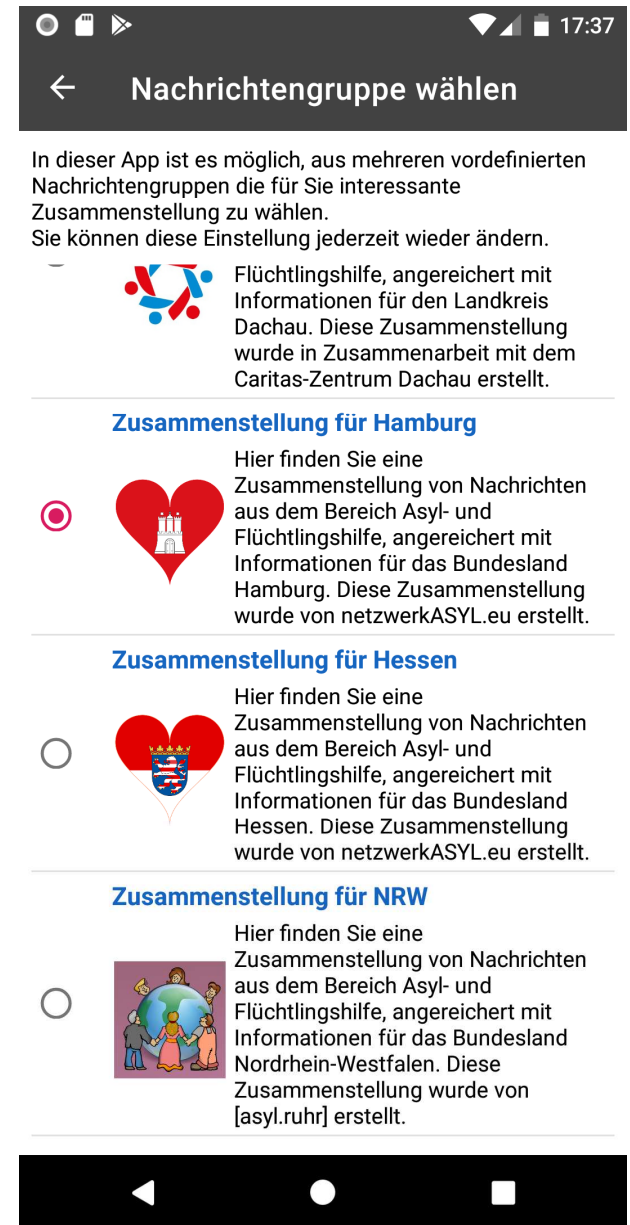 17:37
Nachrichtengruppe wählen
In dieser App ist es möglich, aus mehreren vordefinierten
Nachrichtengruppen die für Sie interessante
Zusammenstellung zu wählen.
Sie können diese Einstellung jederzeit wieder ändern.
Flüchtlingshilfe, angereichert mit
Informationen für den Landkreis
Dachau. Diese Zusammenstellung
wurde in Zusammenarbeit mit dem
Caritas-Zentrum Dachau erstellt.
Zusammenstellung für Hamburg
Hier finden Sie eine
Zusammenstellung von Nachrichten
aus dem Bereich Asyl- und
Flüchtlingshilfe, angereichert mit
Informationen für das Bundesland
Hamburg. Diese Zusammenstellung
wurde von netzwerkASYL.eu erstellt.
Zusammenstellung für Hessen
Hier finden Sie eine
Zusammenstellung von Nachrichten
aus dem Bereich Asyl- und
Flüchtlingshilfe, angereichert mit
Informationen für das Bundesland
Hessen. Diese Zusammenstellung
wurde von netzwerkASYL.eu erstellt.
Zusammenstellung für NRW
Hier finden Sie eine
Zusammenstellung von Nachrichten
aus dem Bereich Asyl- und
Flüchtlingshilfe, angereichert mit
Informationen für das Bundesland
Nordrhein-Westfalen. Diese
Zusammenstellung wurde von
[asyl.ruhr] erstellt.